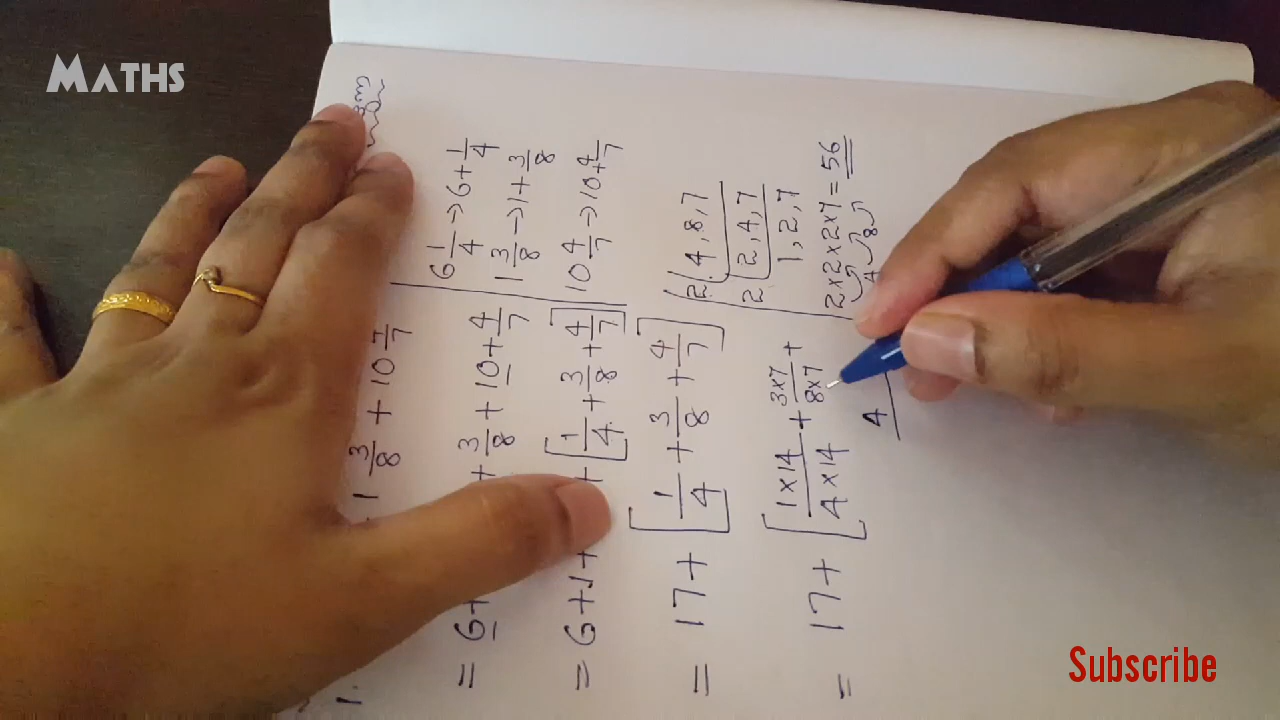 MATHS
1. 1 3/8 + 10 4/7
= 6 + + 3/8 + 10 + 4/7
= 6 + 1 + + [1/4 + 3/8 + 4/7]
= 17 + [1/4 + 3/8 + 4/7]
= 17 + [1×14/4×14 + 3×7/8×7 +
4
6 1/4 → 6 + 1/4
1 3/8 → 1 + 3/8
10 4/7 → 10 + 4/7
2 | 4, 8, 7
2 | 2, 4, 7
1, 2, 7
2 × 2 × 2 × 7 = 56
4 8
Subscribe